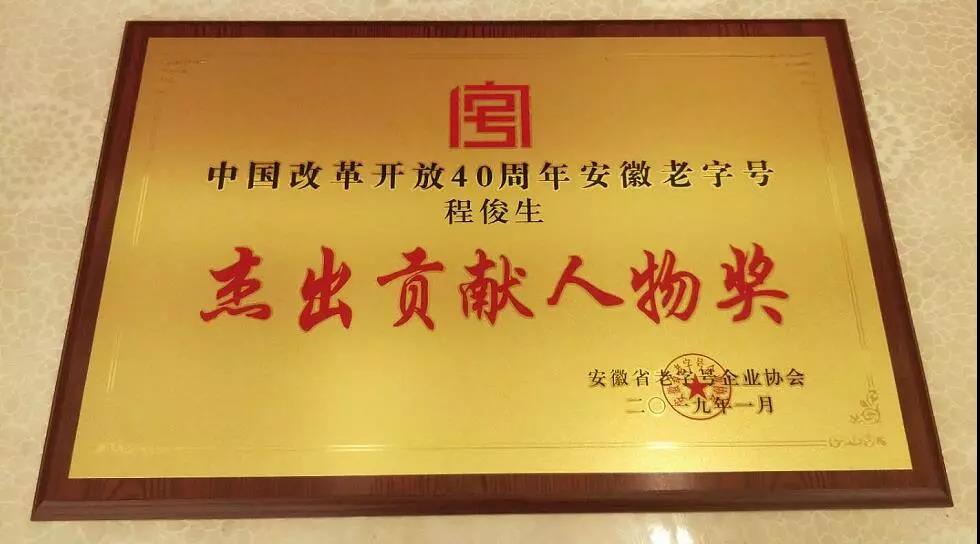 中国改革开放40周年安徽老字号
程俊生
杰出贡献人物奖
安徽省老字号企业协会
二〇一九年一月